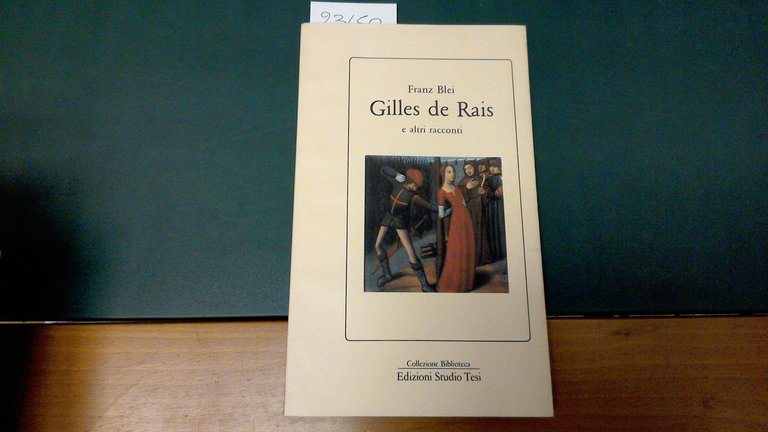 Franz Blei
Gilles de Rais
e altri racconti
Collezione Biblioteca
Edizioni Studio Tesi